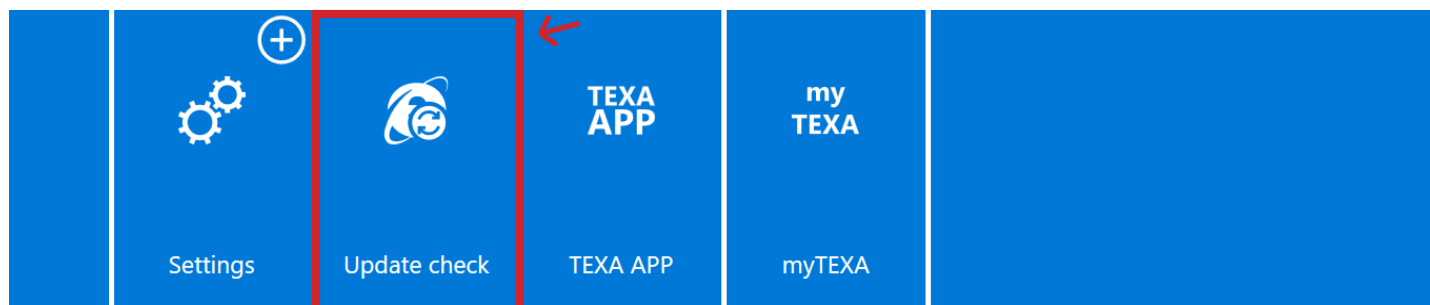 TEXA
APP
my
TEXA
Settings
Update check
TEXA APP
myTEXA